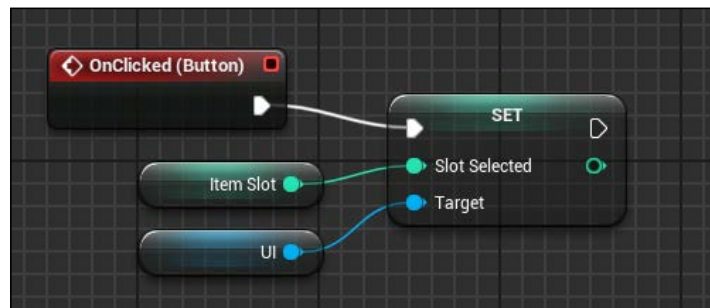 OnClicked (Button)
SET
Item Slot
Slot Selected
UI
Target